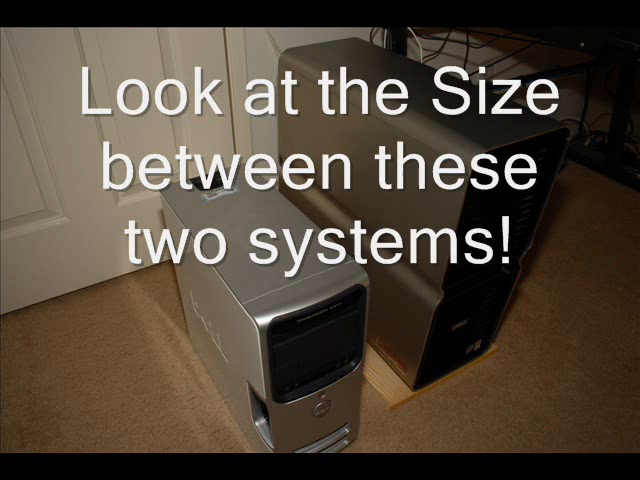 Look at the Size
between these
two systems!